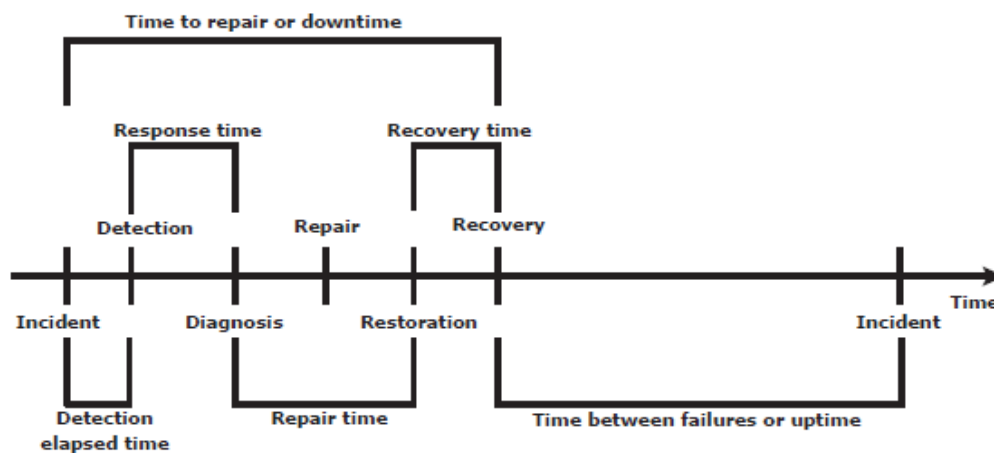 Time to repair or downtime
Response time
Recovery time
Detection
Repair
Recovery
Time
Incident
Diagnosis
Restoration
Incident
Detection
elapsed time
Repair time
Time between failures or uptime